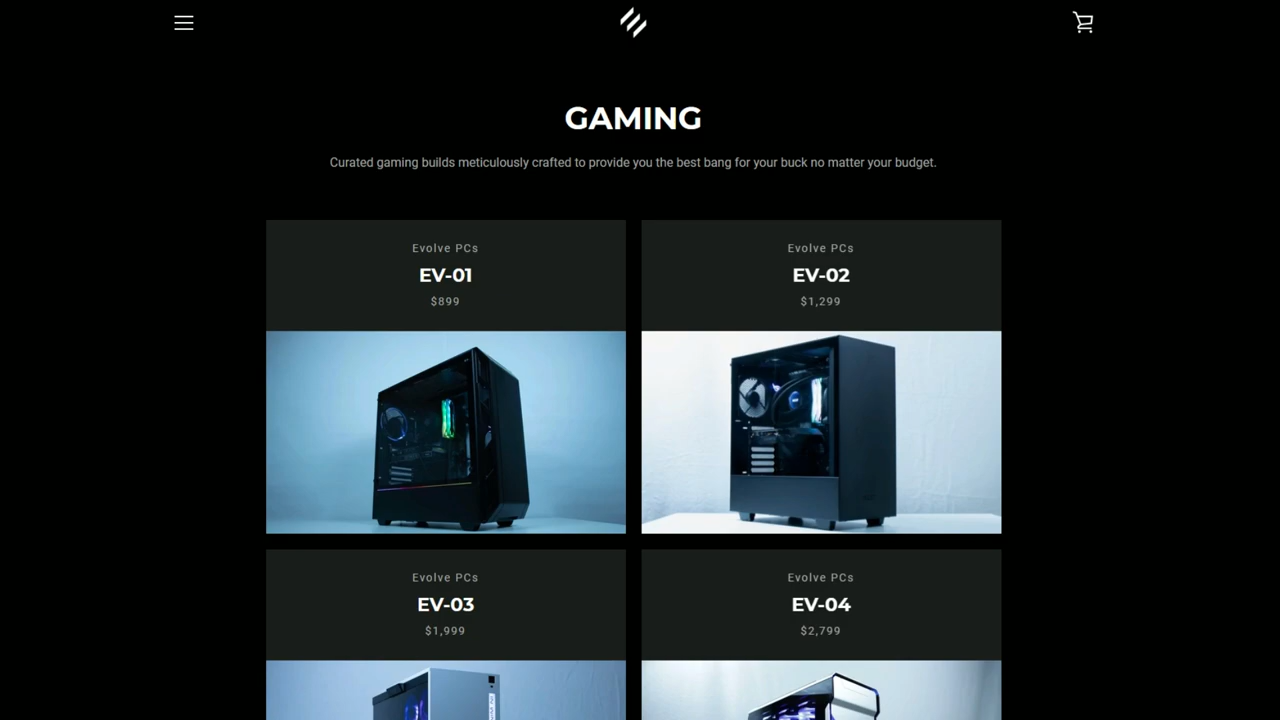 GAMING
Curated gaming builds meticulously crafted to provide you the best bang for your buck no matter your budget.
Evolve PCs
EV-01
$899
Evolve PCs
EV-02
$1,299
Evolve PCs
EV-03
$1,999
Evolve PCs
EV-04
$2,799